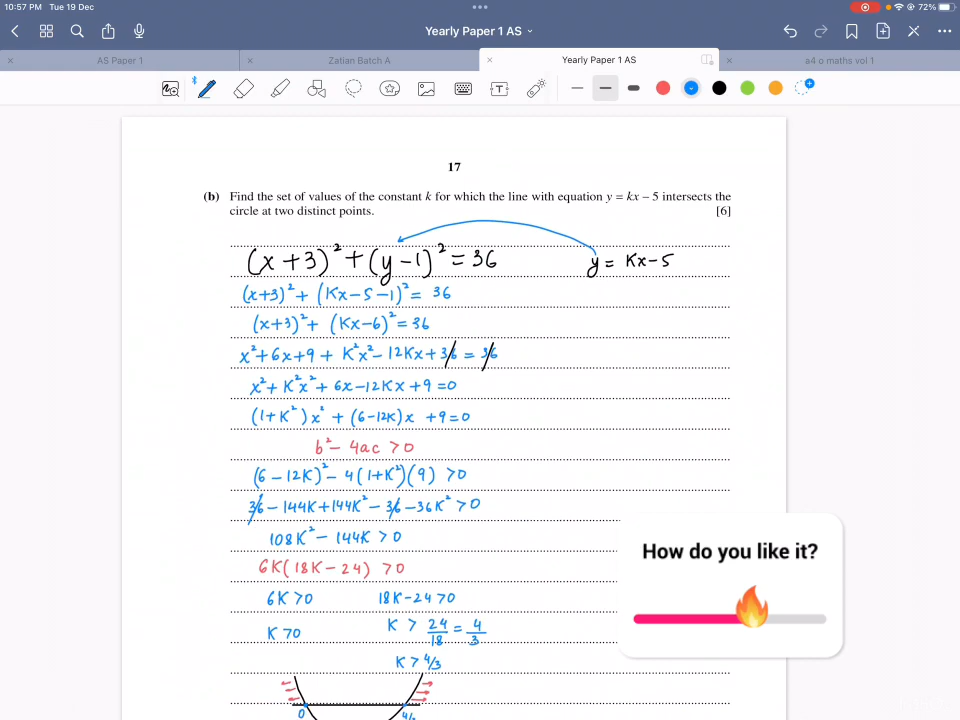 10:57 PM Tue 19 Dec
72%
Yearly Paper 1 AS
AS Paper 1
Zatian Batch A
Yearly Paper 1 AS
a4 o maths vol 1
17
(b) Find the set of values of the constant k for which the line with equation y = kx – 5 intersects the
circle at two distinct points. [6]
(x+3)² + (y–1)² = 36 y = Kx–5
(x+3)² + (Kx–5–1)² = 36
(x+3)² + (Kx–6)² = 36
x²+6x+9 + K²x² – 12Kx + 36 = 36
x² + K²x² + 6x – 12Kx + 9 = 0
(1+K²)x² + (6–12K)x + 9 = 0
b² – 4ac > 0
(6 – 12K)² – 4(1+K²)(9) > 0
36 – 144K + 144K² – 36 – 36K² > 0
108K² – 144K > 0
6K(18K – 24) > 0
6K > 0 18K – 24 > 0
K > 0 K > 24/18 = 4/3
K > 4/3
0
How do you like it?